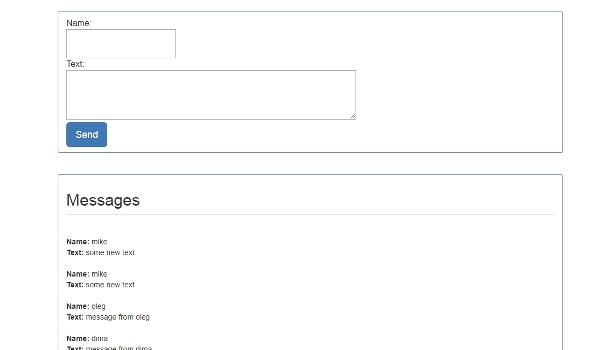 Name:
Text:
Send
Messages
Name: mike
Text: some new text
Name: mike
Text: some new text
Name: oleg
Text: message from oleg
Name: dima
Text: message from dima